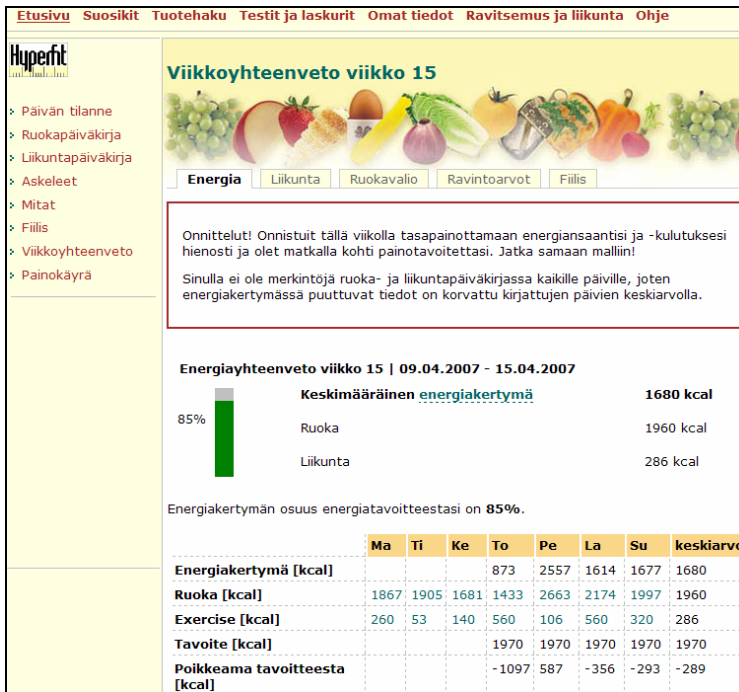 Etusivu Suosikit Tuotehaku Testit ja laskurit Omat tiedot Ravitsemus ja liikunta Ohje
Hyperfit
Päivän tilanne
Ruokapäiväkirja
Liikuntapäiväkirja
Askeleet
Mitat
Fiilis
Viikkoyhteenveto
Painokäyrä
Viikkoyhteenveto viikko 15
Energia Liikunta Ruokavalio Ravintoarvot Fiilis
Onnittelut! Onnistuit tällä viikolla tasapainottamaan energiansaantisi ja -kulutuksesi
hienosti ja olet matkalla kohti painotavoitettasi. Jatka samaan malliin!
Sinulla ei ole merkintöjä ruoka- ja liikuntapäiväkirjassa kaikille päiville, joten
energiakertymässä puuttuvat tiedot on korvattu kirjattujen päivien keskiarvolla.
Energiayhteenveto viikko 15 | 09.04.2007 - 15.04.2007
Keskimääräinen energiakertymä 1680 kcal
85%
Ruoka 1960 kcal
Liikunta 286 kcal
Energiakertymän osuus energiatavoitteestasi on 85%.
Ma Ti Ke To Pe La Su keskiarvo
Energiakertymä [kcal] 873 2557 1614 1677 1680
Ruoka [kcal] 1867 1905 1681 1433 2663 2174 1997 1960
Exercise [kcal] 260 53 140 560 106 560 320 286
Tavoite [kcal] 1970 1970 1970 1970 1970
Poikkeama tavoitteesta -1097 587 -356 -293 -289
[kcal]